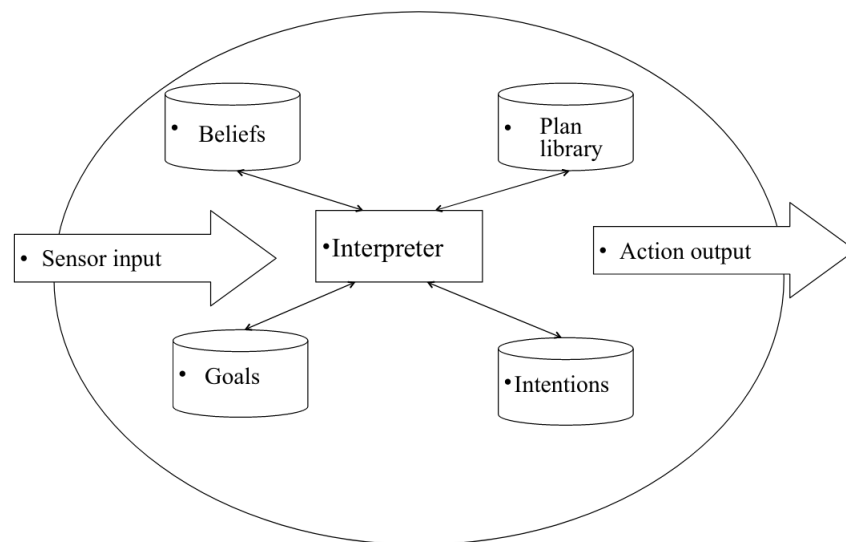 • Beliefs
• Plan
library
• Interpreter
• Sensor input
• Action output
• Goals
• Intentions